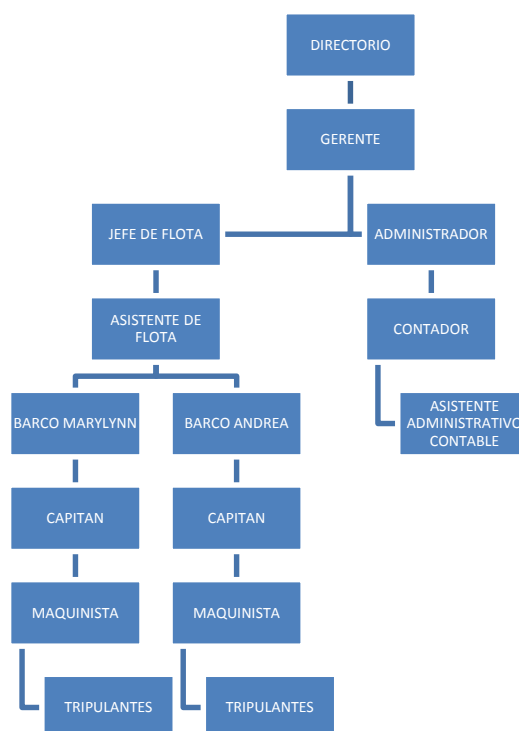 DIRECTORIO
GERENTE
JEFE DE FLOTA
ADMINISTRADOR
ASISTENTE DE
FLOTA
CONTADOR
BARCO MARYLYNN
BARCO ANDREA
ASISTENTE
ADMINISTRATIVO
CONTABLE
CAPITAN
CAPITAN
MAQUINISTA
MAQUINISTA
TRIPULANTES
TRIPULANTES